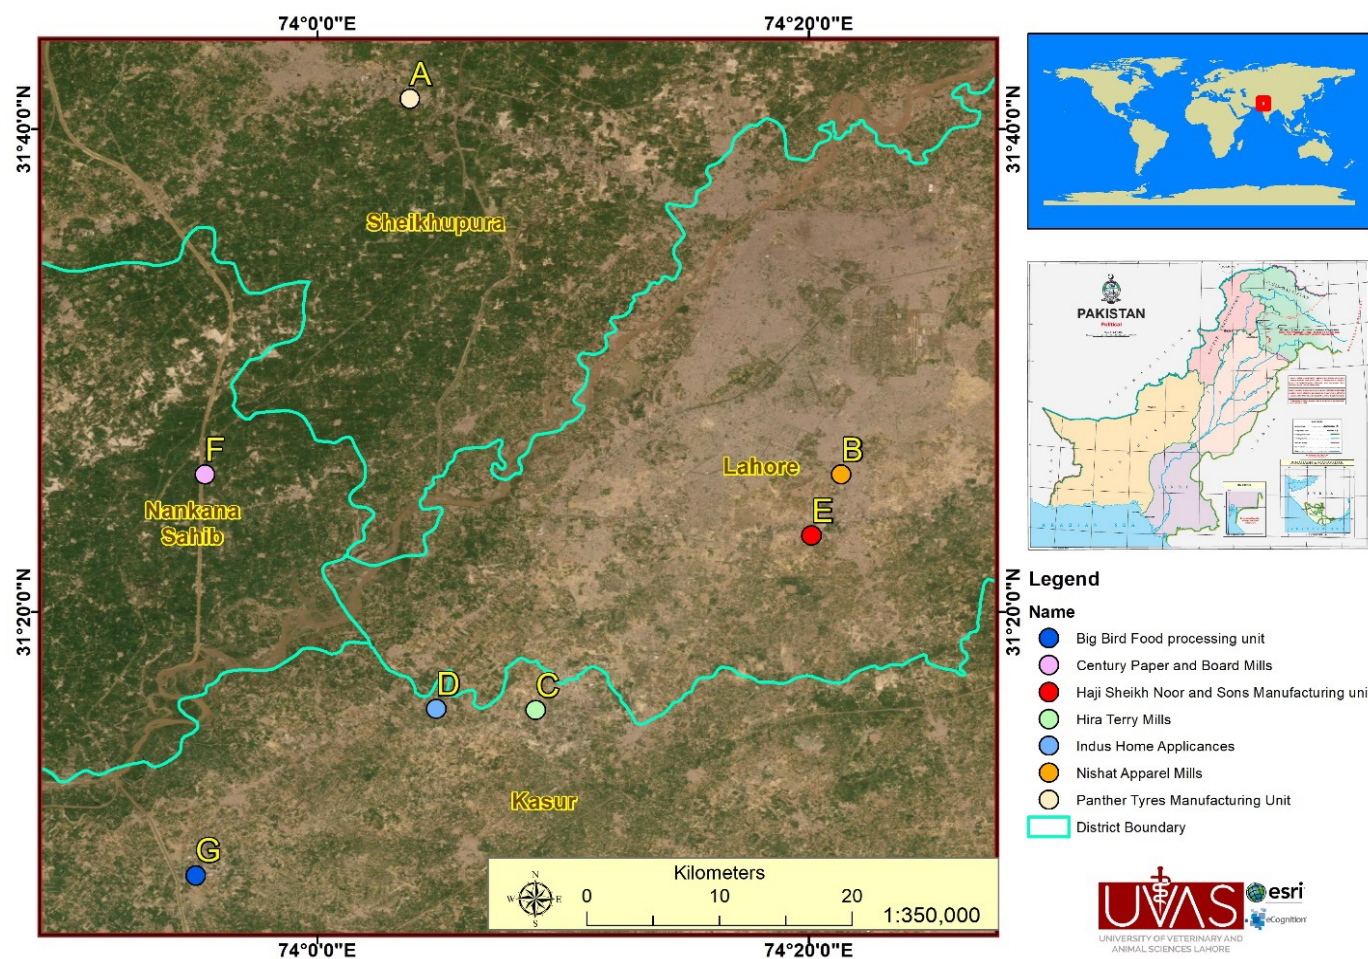 74°0'0"E
74°20'0"E
31°40'0"N
31°40'0"N
A
Sheikhupura
F
Nankana
Sahib
Lahore
B
E
31°20'0"N
31°20'0"N
D
C
Kasur
G
Kilometers
N
W
E
S
0
10
20
1:350,000
74°0'0"E
74°20'0"E
PAKISTAN
Political
Legend
Name
Big Bird Food processing unit
Century Paper and Board Mills
Haji Sheikh Noor and Sons Manufacturing uni
Hira Terry Mills
Indus Home Applicances
Nishat Apparel Mills
Panther Tyres Manufacturing Unit
District Boundary
UVAS
UNIVERSITY OF VETERINARY AND
ANIMAL SCIENCES LAHORE
esri
eCognition